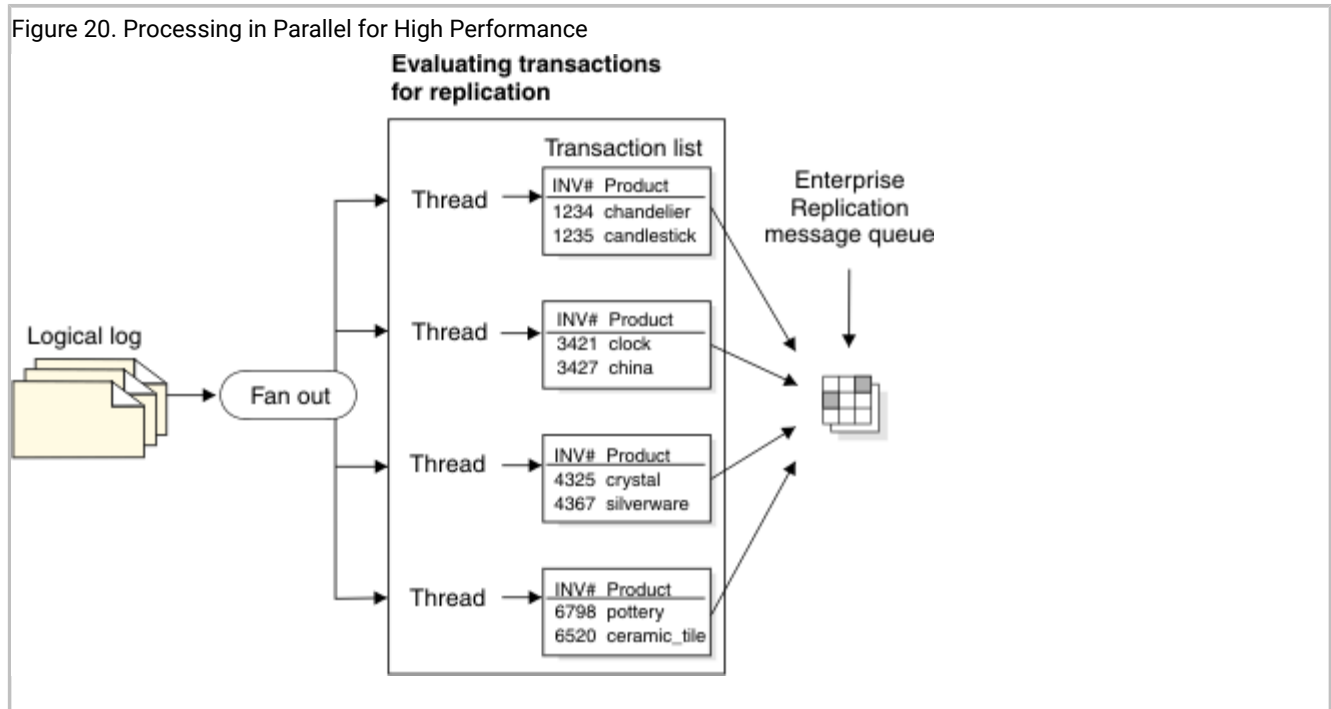 Figure 20. Processing in Parallel for High Performance
Evaluating transactions
for replication
Transaction list
Thread
INV# Product
1234 chandelier
1235 candlestick
Enterprise
Replication
message queue
Thread
INV# Product
3421 clock
3427 china
Logical log
Fan out
Thread
INV# Product
4325 crystal
4367 silverware
Thread
INV# Product
6798 pottery
6520 ceramic_tile